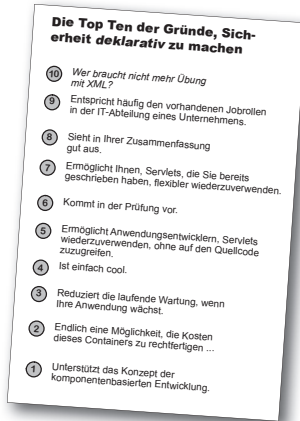 Die Top Ten der Gründe, Sich-
erheit deklarativ zu machen
10 Wer braucht nicht mehr Übung
mit XML?
9 Entspricht häufig den vorhandenen Jobrollen
in der IT-Abteilung eines Unternehmens.
8 Sieht in Ihrer Zusammenfassung
gut aus.
7 Ermöglicht Ihnen, Servlets, die Sie bereits
geschrieben haben, flexibler wiederzuverwenden.
6 Kommt in der Prüfung vor.
5 Ermöglicht Anwendungsentwicklern, Servlets
wiederzuverwenden, ohne auf den Quellcode
zuzugreifen.
4 Ist einfach cool.
3 Reduziert die laufende Wartung, wenn
Ihre Anwendung wächst.
2 Endlich eine Möglichkeit, die Kosten
dieses Containers zu rechtfertigen ...
1 Unterstützt das Konzept der
komponentenbasierten Entwicklung.